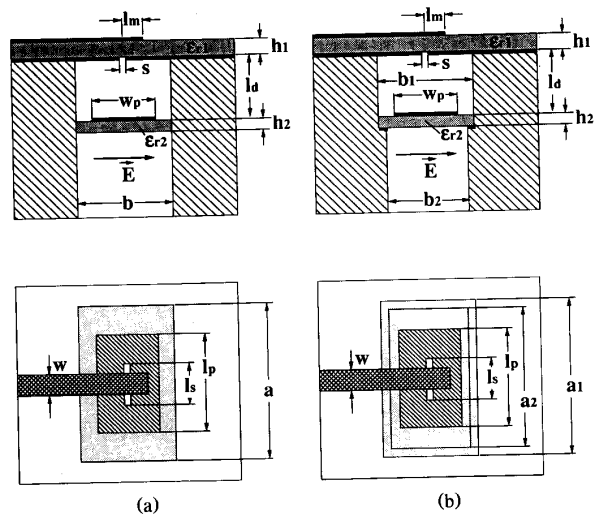 lm lm
εr1 h1 εr1 h1
s ld s ld
b1
wp wp
h2 h2
εr2 εr2
E E
b b2
w lp a w lp a1
ls ls a2
(a) (b)